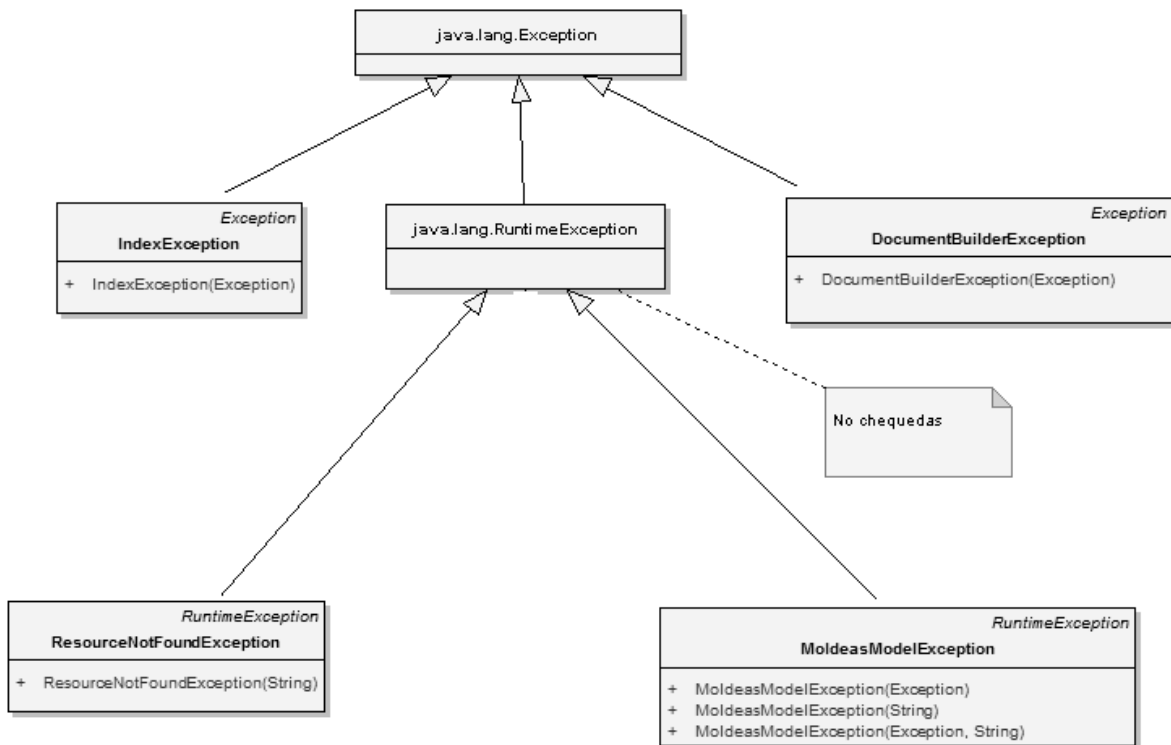 java.lang.Exception
Exception
IndexException
+ IndexException(Exception)
java.lang.RuntimeException
Exception
DocumentBuilderException
+ DocumentBuilderException(Exception)
No chequedas
RuntimeException
ResourceNotFoundException
+ ResourceNotFoundException(String)
RuntimeException
MoldeasModelException
+ MoldeasModelException(Exception)
+ MoldeasModelException(String)
+ MoldeasModelException(Exception, String)